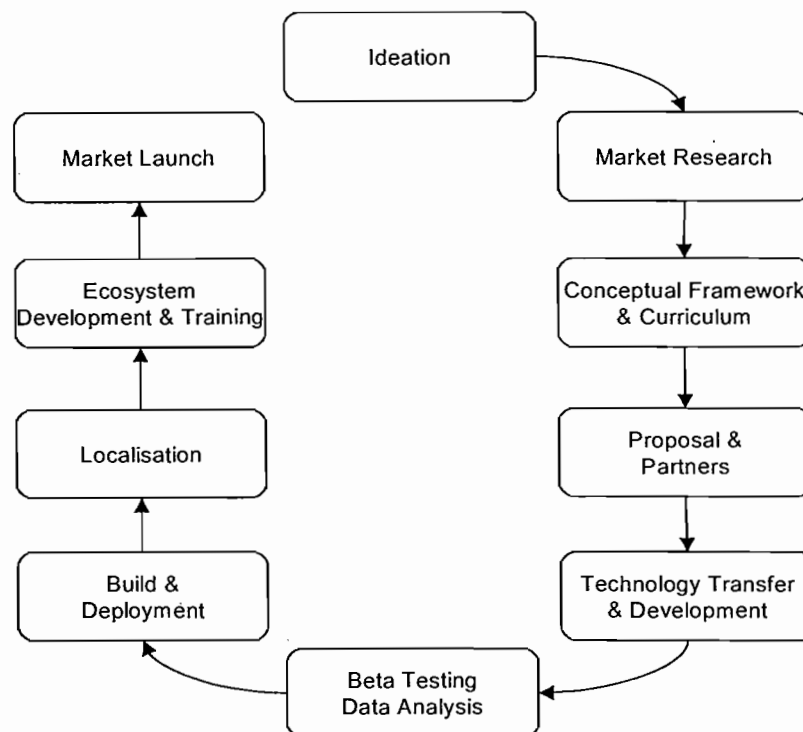 Ideation
Market Research
Conceptual Framework
& Curriculum
Proposal &
Partners
Technology Transfer
& Development
Beta Testing
Data Analysis
Build &
Deployment
Localisation
Ecosystem
Development & Training
Market Launch